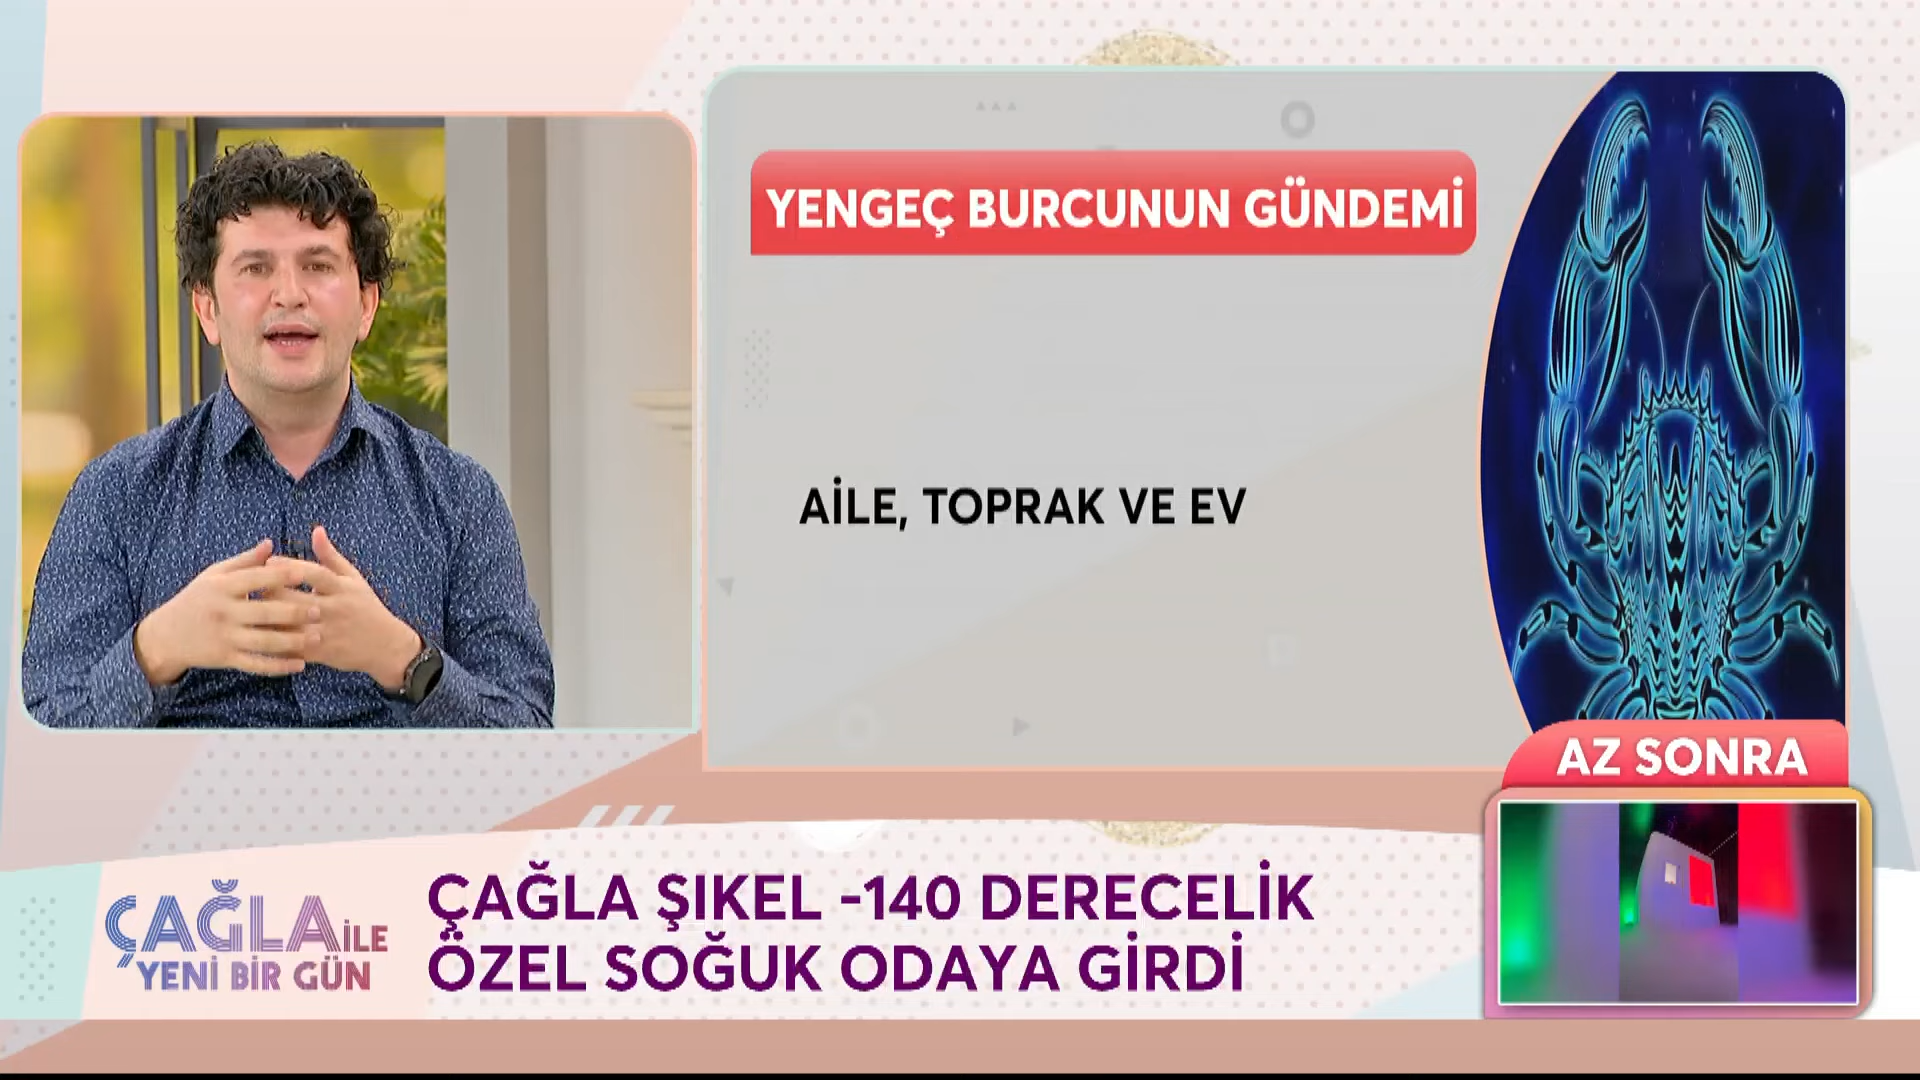 YENGEÇ BURCUNUN GÜNDEMİ
AİLE, TOPRAK VE EV
AZ SONRA
ÇAĞLA İLE
YENİ BİR GÜN
ÇAĞLA ŞIKEL -140 DERECELİK
ÖZEL SOĞUK ODAYA GİRDİ